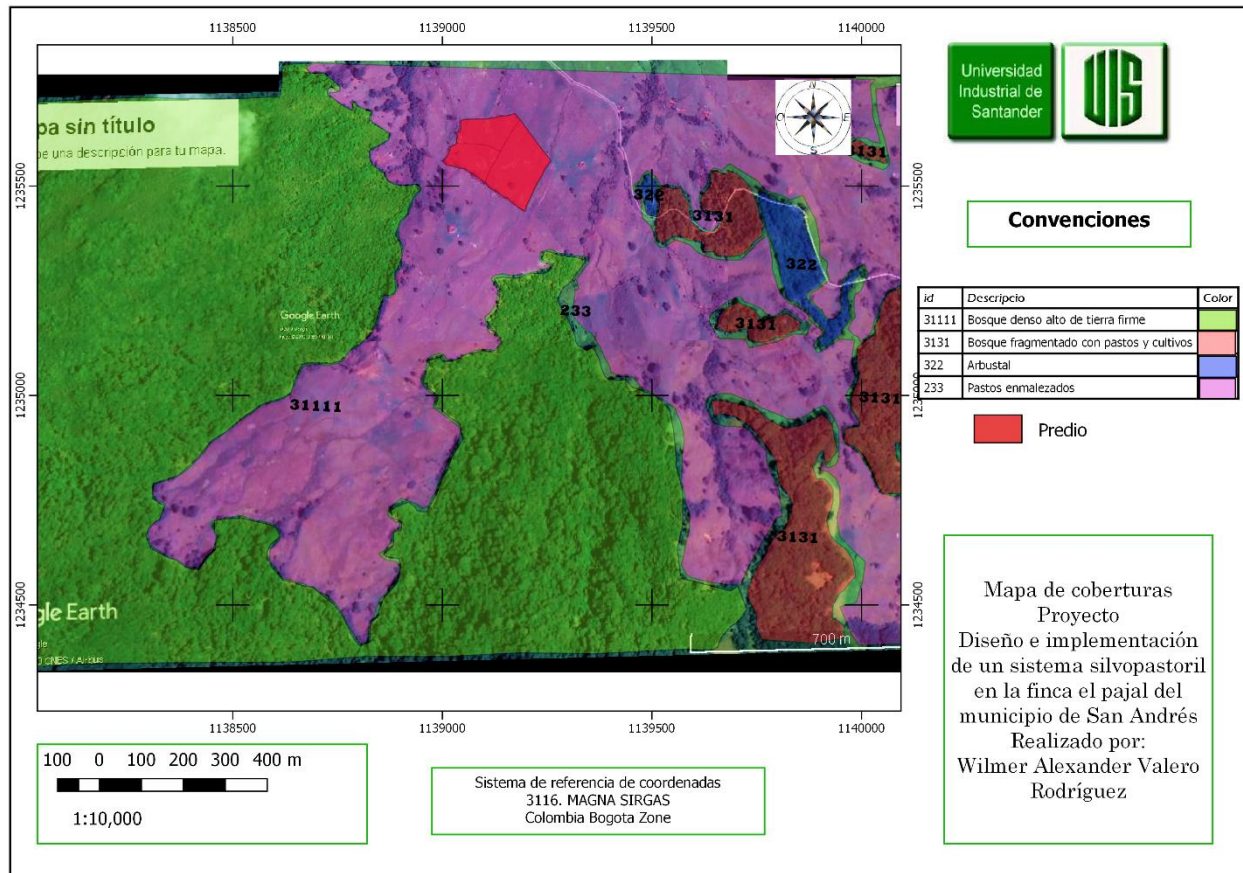 1138500
1139000
1139500
1140000
pa sin título
be una descripción para tu mapa.
N
O
E
S
1235500
1235500
131
322
3131
322
Google Earth
233
3131
31111
3131
1235000
3131
1234500
1234500
gle Earth
gle
CNES / Airbus
700 m
1138500
1139000
1139500
1140000
Universidad
Industrial de
Santander
UIS
Convenciones
id Descripcio Color
31111 Bosque denso alto de tierra firme
3131 Bosque fragmentado con pastos y cultivos
322 Arbustal
233 Pastos enmalezados
Predio
Mapa de coberturas
Proyecto
Diseño e implementación
de un sistema silvopastoril
en la finca el pajal del
municipio de San Andrés
Realizado por:
Wilmer Alexander Valero
Rodríguez
100 0 100 200 300 400 m
1:10,000
Sistema de referencia de coordenadas
3116. MAGNA SIRGAS
Colombia Bogota Zone